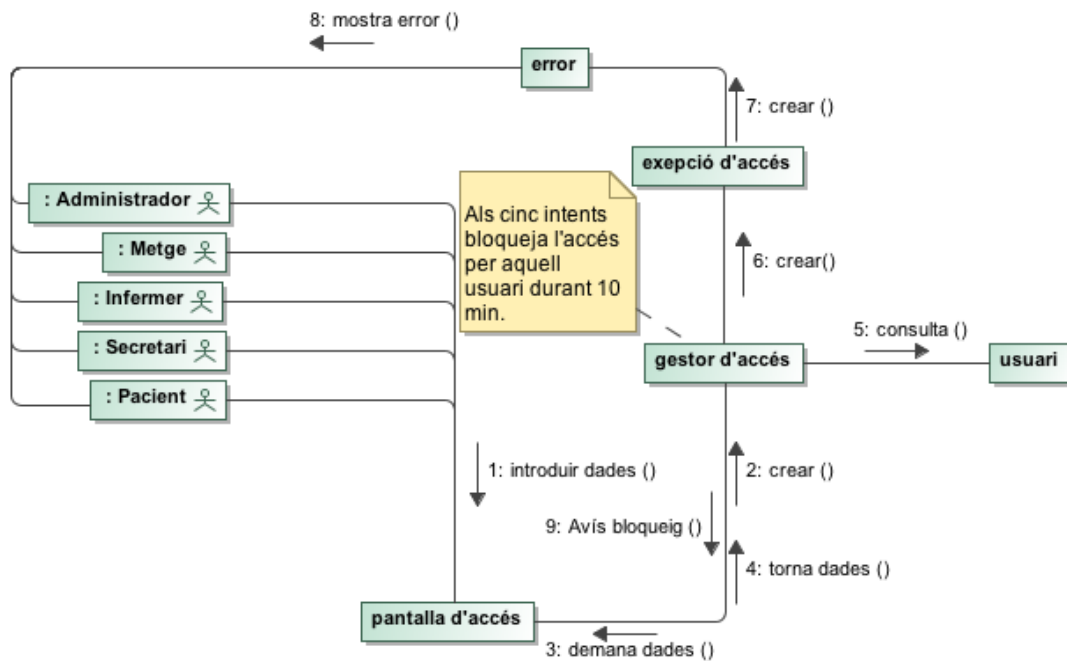 8: mostra error ()
error
7: crear ()
exepció d'accés
: Administrador
: Metge
: Infermer
: Secretari
: Pacient
Als cinc intents
bloqueja l'accés
per aquell
usuari durant 10
min.
6: crear()
5: consulta ()
gestor d'accés
usuari
1: introduir dades ()
2: crear ()
9: Avís bloqueig ()
4: torna dades ()
pantalla d'accés
3: demana dades ()